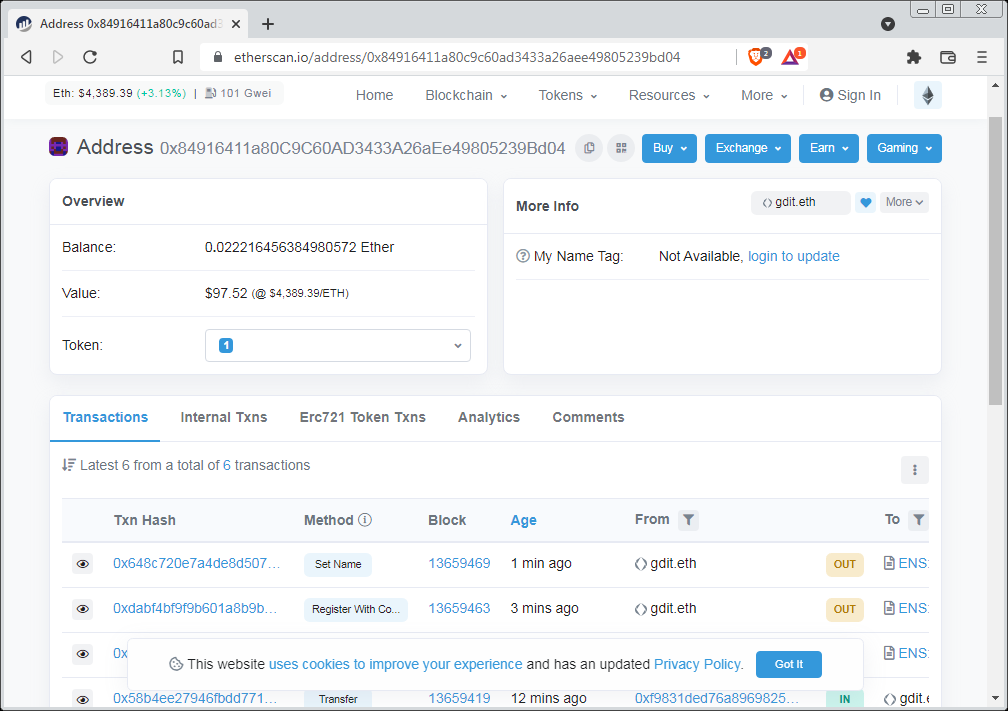 Address 0x84916411a80c9c60ad3
etherscan.io/address/0x84916411a80c9c60ad3433a26aee49805239bd04
2
1
Eth: $4,389.39 (+3.13%) | 101 Gwei
Home Blockchain Tokens Resources More Sign In
Address 0x84916411a80C9C60AD3433A26aEe49805239Bd04
Buy Exchange Earn Gaming
Overview
Balance: 0.022216456384980572 Ether
Value: $97.52 (@ $4,389.39/ETH)
Token: 1
More Info gdit.eth More
My Name Tag: Not Available, login to update
Transactions Internal Txns Erc721 Token Txns Analytics Comments
Latest 6 from a total of 6 transactions
Txn Hash Method Block Age From To
0x648c720e7a4de8d507... Set Name 13659469 1 min ago gdit.eth OUT ENS:
0xdabf4bf9f9b601a8b9b... Register With Co... 13659463 3 mins ago gdit.eth OUT ENS:
0x ENS:
This website uses cookies to improve your experience and has an updated Privacy Policy. Got It
0x58b4ee27946fbdd771... Transfer 13659419 12 mins ago 0xf9831ded76a8969825... IN gdit.e